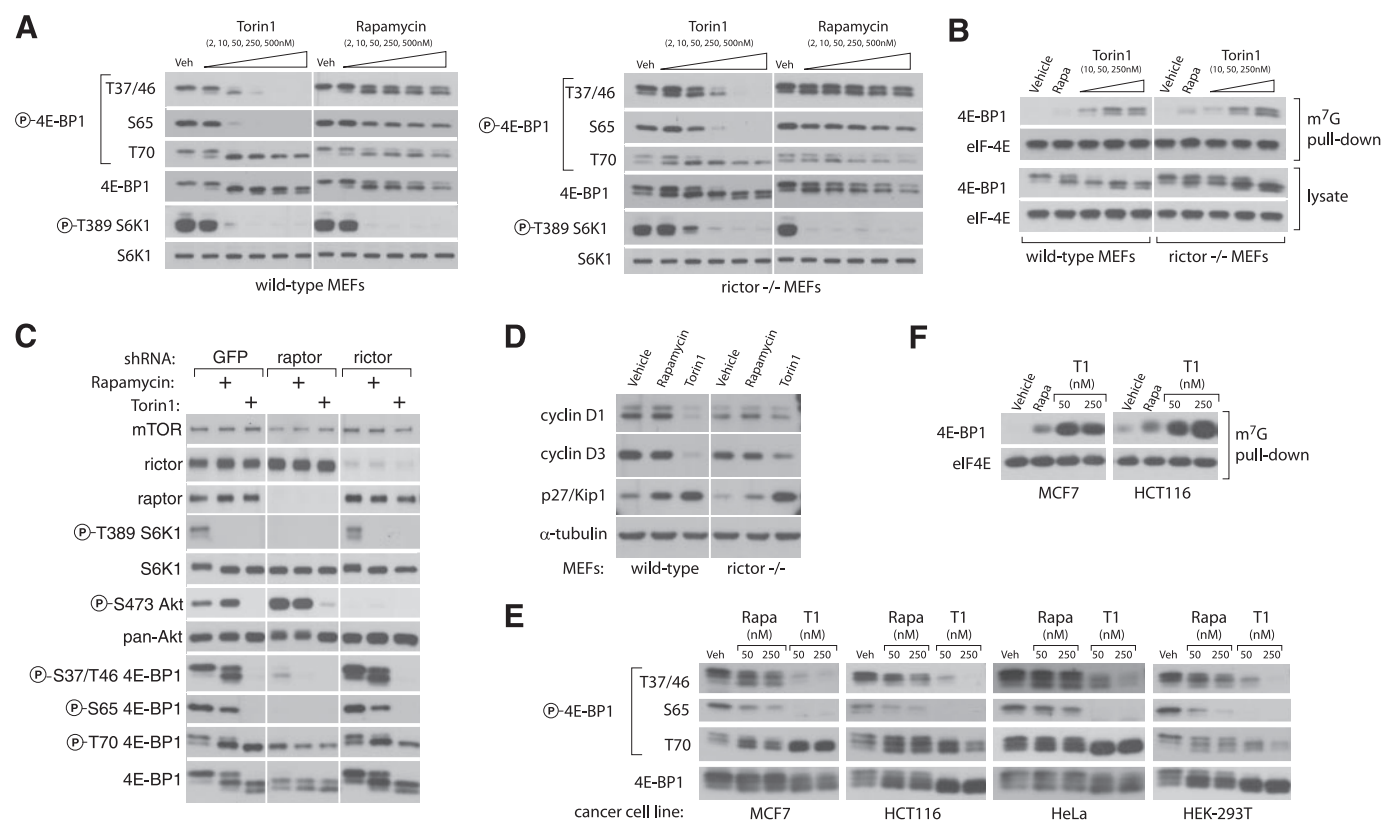 A
Torin1
(2, 10, 50, 250, 500nM)
Rapamycin
(2, 10, 50, 250, 500nM)
Veh
Veh
T37/46
Ⓟ-4E-BP1
S65
T70
4E-BP1
Ⓟ-T389 S6K1
S6K1
wild-type MEFs
Torin1
(2, 10, 50, 250, 500nM)
Rapamycin
(2, 10, 50, 250, 500nM)
Veh
Veh
T37/46
Ⓟ-4E-BP1
S65
T70
4E-BP1
Ⓟ-T389 S6K1
S6K1
rictor -/- MEFs
B
Vehicle
Rapa
Torin1
(10, 50, 250nM)
Vehicle
Rapa
Torin1
(10, 50, 250nM)
4E-BP1
eIF-4E
m⁷G
pull-down
4E-BP1
eIF-4E
lysate
wild-type MEFs
rictor -/- MEFs
C
shRNA: GFP raptor rictor
Rapamycin: + + +
Torin1: + + +
mTOR
rictor
raptor
Ⓟ-T389 S6K1
S6K1
Ⓟ-S473 Akt
pan-Akt
Ⓟ-S37/T46 4E-BP1
Ⓟ-S65 4E-BP1
Ⓟ-T70 4E-BP1
4E-BP1
D
Vehicle
Rapamycin
Torin1
Vehicle
Rapamycin
Torin1
cyclin D1
cyclin D3
p27/Kip1
α-tubulin
MEFs: wild-type rictor -/-
F
Vehicle
Rapa
T1
(nM)
50 250
Vehicle
Rapa
T1
(nM)
50 250
4E-BP1
eIF4E
m⁷G
pull-down
MCF7 HCT116
E
Rapa T1 Rapa T1 Rapa T1 Rapa T1
(nM) (nM) (nM) (nM) (nM) (nM) (nM) (nM)
Veh 50 250 50 250 Veh 50 250 50 250 Veh 50 250 50 250 Veh 50 250 50 250
T37/46
Ⓟ-4E-BP1
S65
T70
4E-BP1
cancer cell line: MCF7 HCT116 HeLa HEK-293T